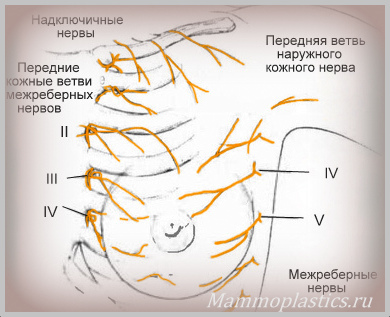 Надключичные
нервы
Передняя ветвь
наружного
кожного нерва
Передние
кожные ветви
межреберных
нервов
II
III
IV
IV
V
Межреберные
нервы
Mammoplastics.ru